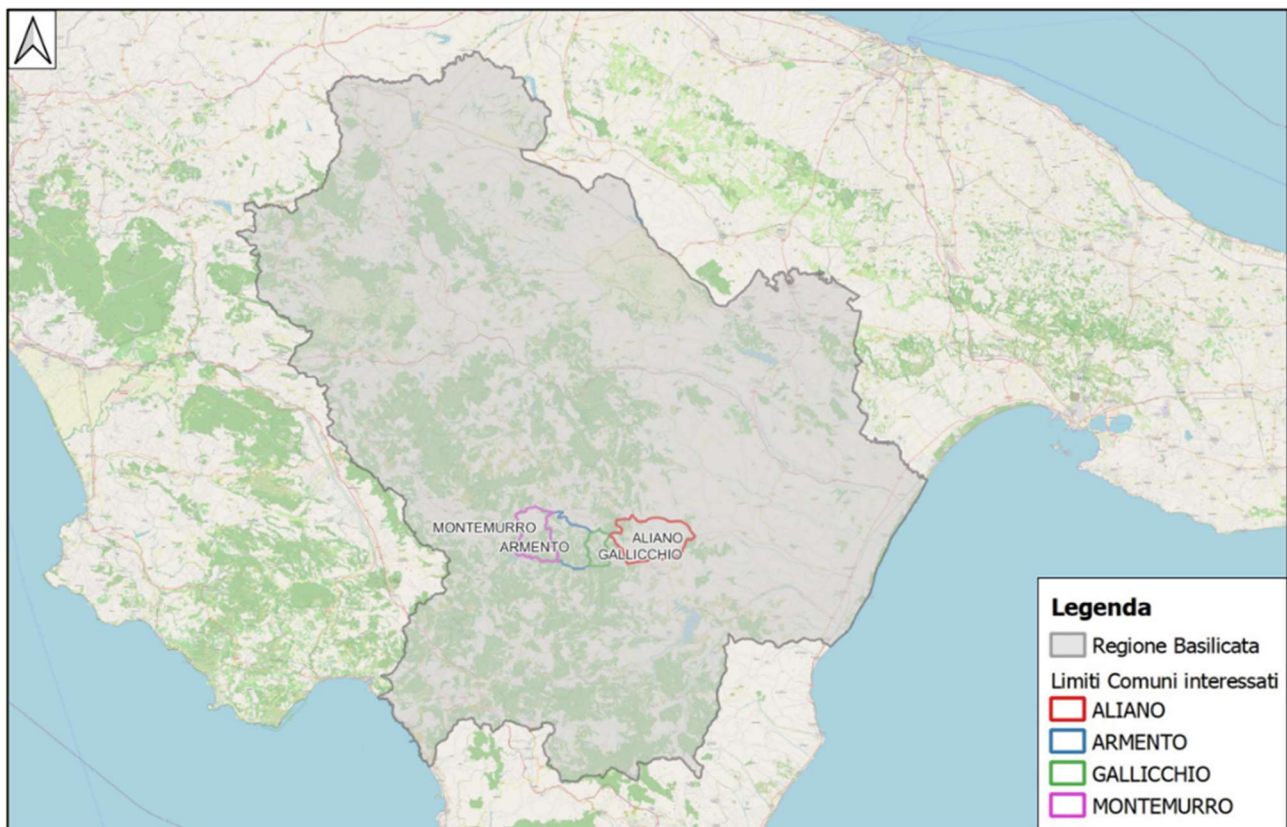 MONTEMURRO
ARMENTO
ALIANO
GALLICCHIO
Legenda
Regione Basilicata
Limiti Comuni interessati
ALIANO
ARMENTO
GALLICCHIO
MONTEMURRO